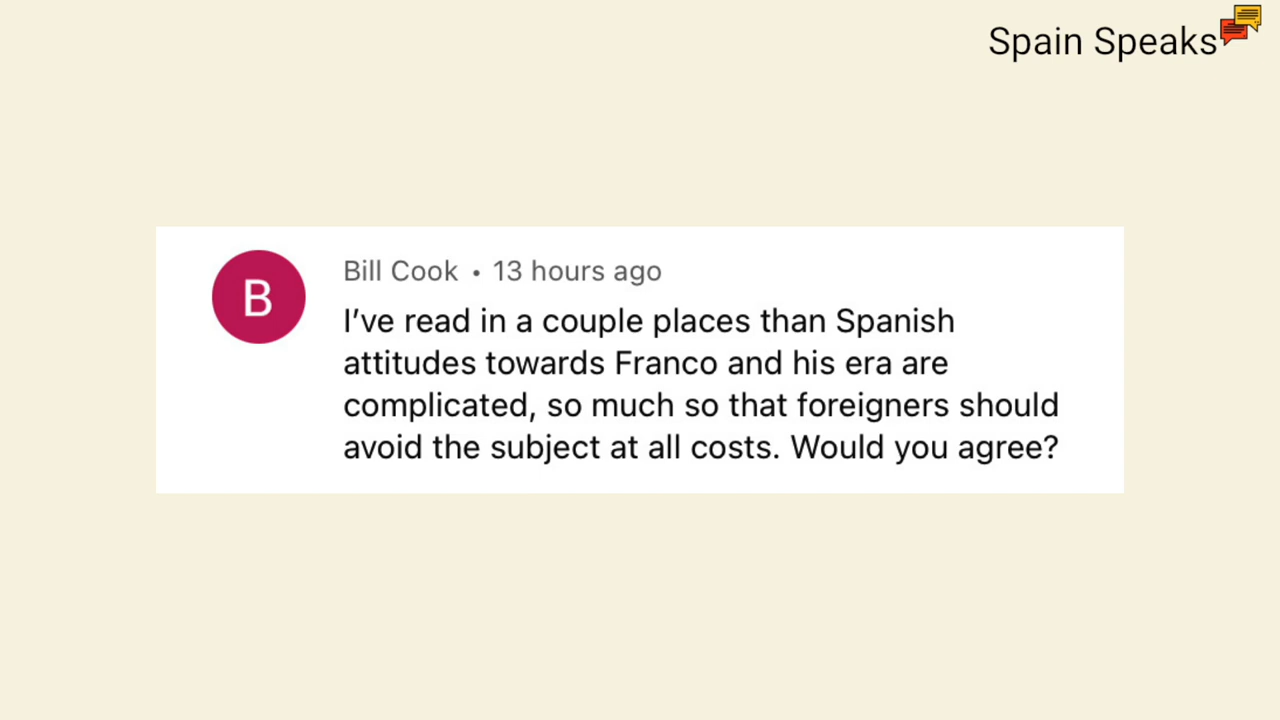 Spain Speaks
Bill Cook • 13 hours ago
B
I’ve read in a couple places than Spanish
attitudes towards Franco and his era are
complicated, so much so that foreigners should
avoid the subject at all costs. Would you agree?